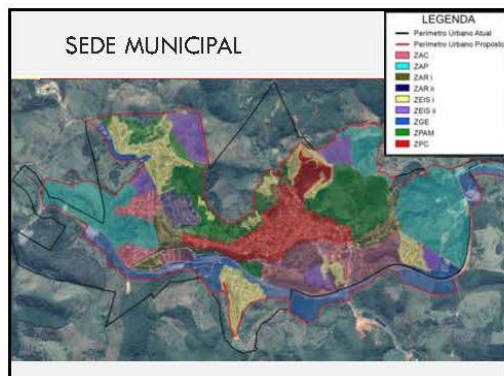 SEDE MUNICIPAL
LEGENDA
Perímetro Urbano Atual
Perímetro Urbano Proposto
ZAC
ZAP
ZAR i
ZAR ii
ZEIS i
ZEIS ii
ZGE
ZPAM
ZPC